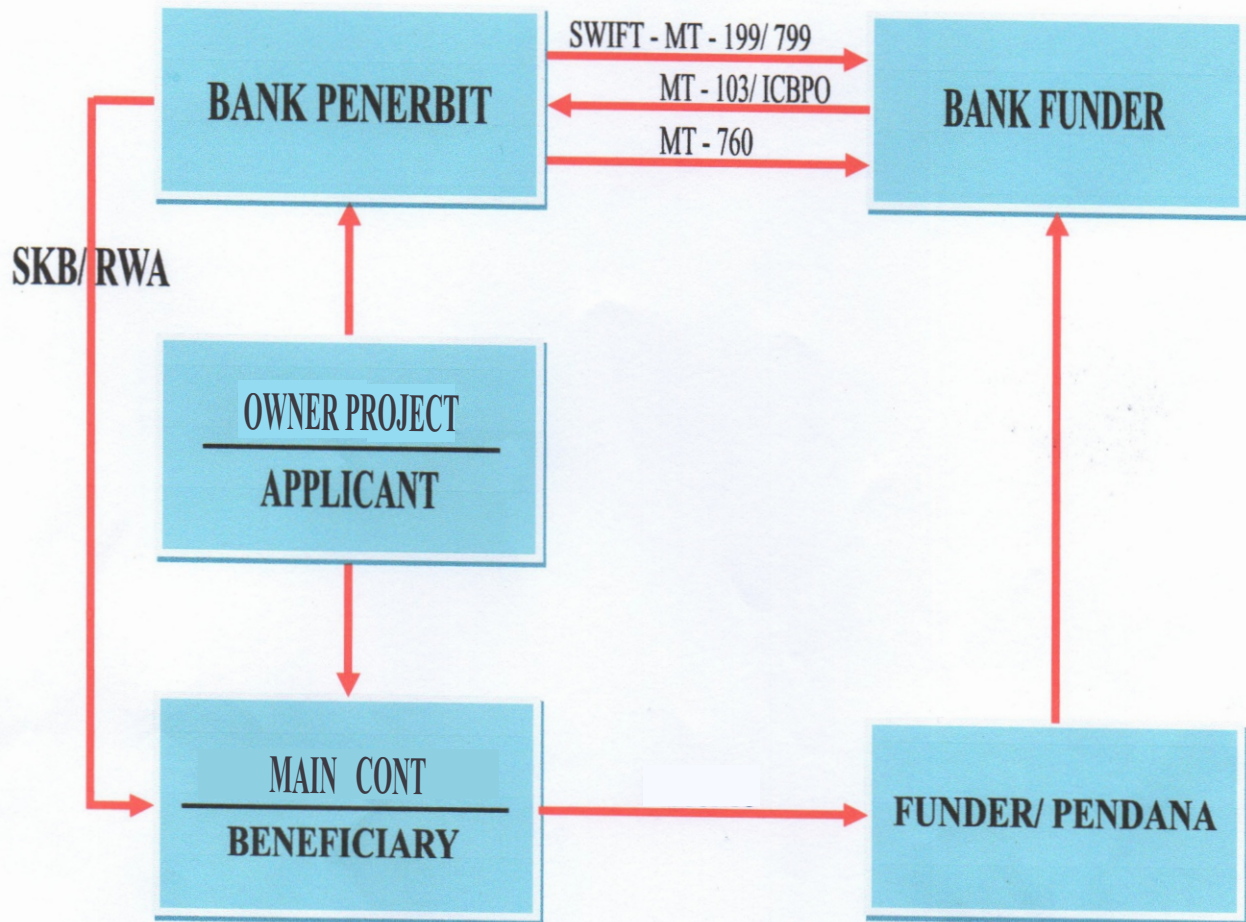 SWIFT - MT - 199/ 799
MT - 103/ ICBPO
MT - 760
BANK PENERBIT
BANK FUNDER
SKB/ RWA
OWNER PROJECT
APPLICANT
MAIN CONT
BENEFICIARY
FUNDER/ PENDANA